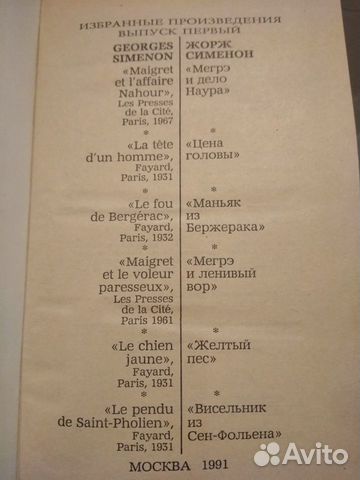 ИЗБРАННЫЕ ПРОИЗВЕДЕНИЯ
ВЫПУСК ПЕРВЫЙ
GEORGES
SIMENON
«Maigret
et l'affaire
Nahour»,
Les Presses
de la Cité,
Paris, 1967
*
«La tête
d'un homme»,
Fayard,
Paris, 1931
*
«Le fou
de Bergérac»,
Fayard,
Paris, 1932
*
«Maigret
et le voleur
paresseux»,
Les Presses
de la Cité,
Paris, 1961
*
«Le chien
jaune»,
Fayard,
Paris, 1931
*
«Le pendu
de Saint-Pholien»,
Fayard,
Paris, 1931
ЖОРЖ
СИМЕНОН
«Мегрэ
и дело
Наура»
*
«Цена
головы»
*
«Маньяк
из
Бержерака»
*
«Мегрэ
и ленивый
вор»
*
«Желтый
пес»
*
«Висельник
из
Сен-Фольена»
МОСКВА 1991
Avito